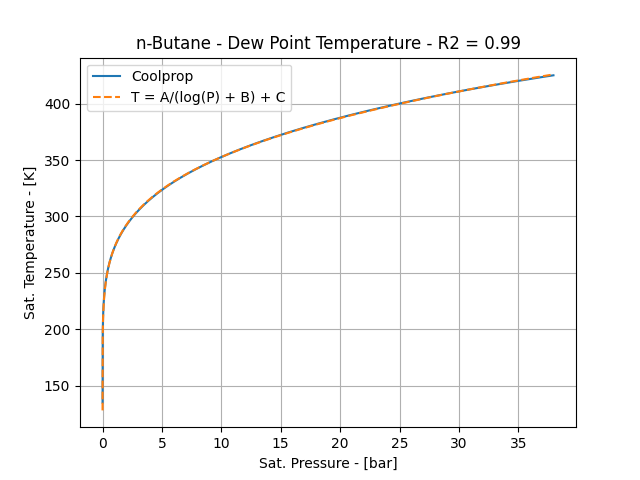 n-Butane - Dew Point Temperature - R2 = 0.99
Coolprop
T = A/(log(P) + B) + C
Sat. Temperature - [K]
400
350
300
250
200
150
0 5 10 15 20 25 30 35
Sat. Pressure - [bar]